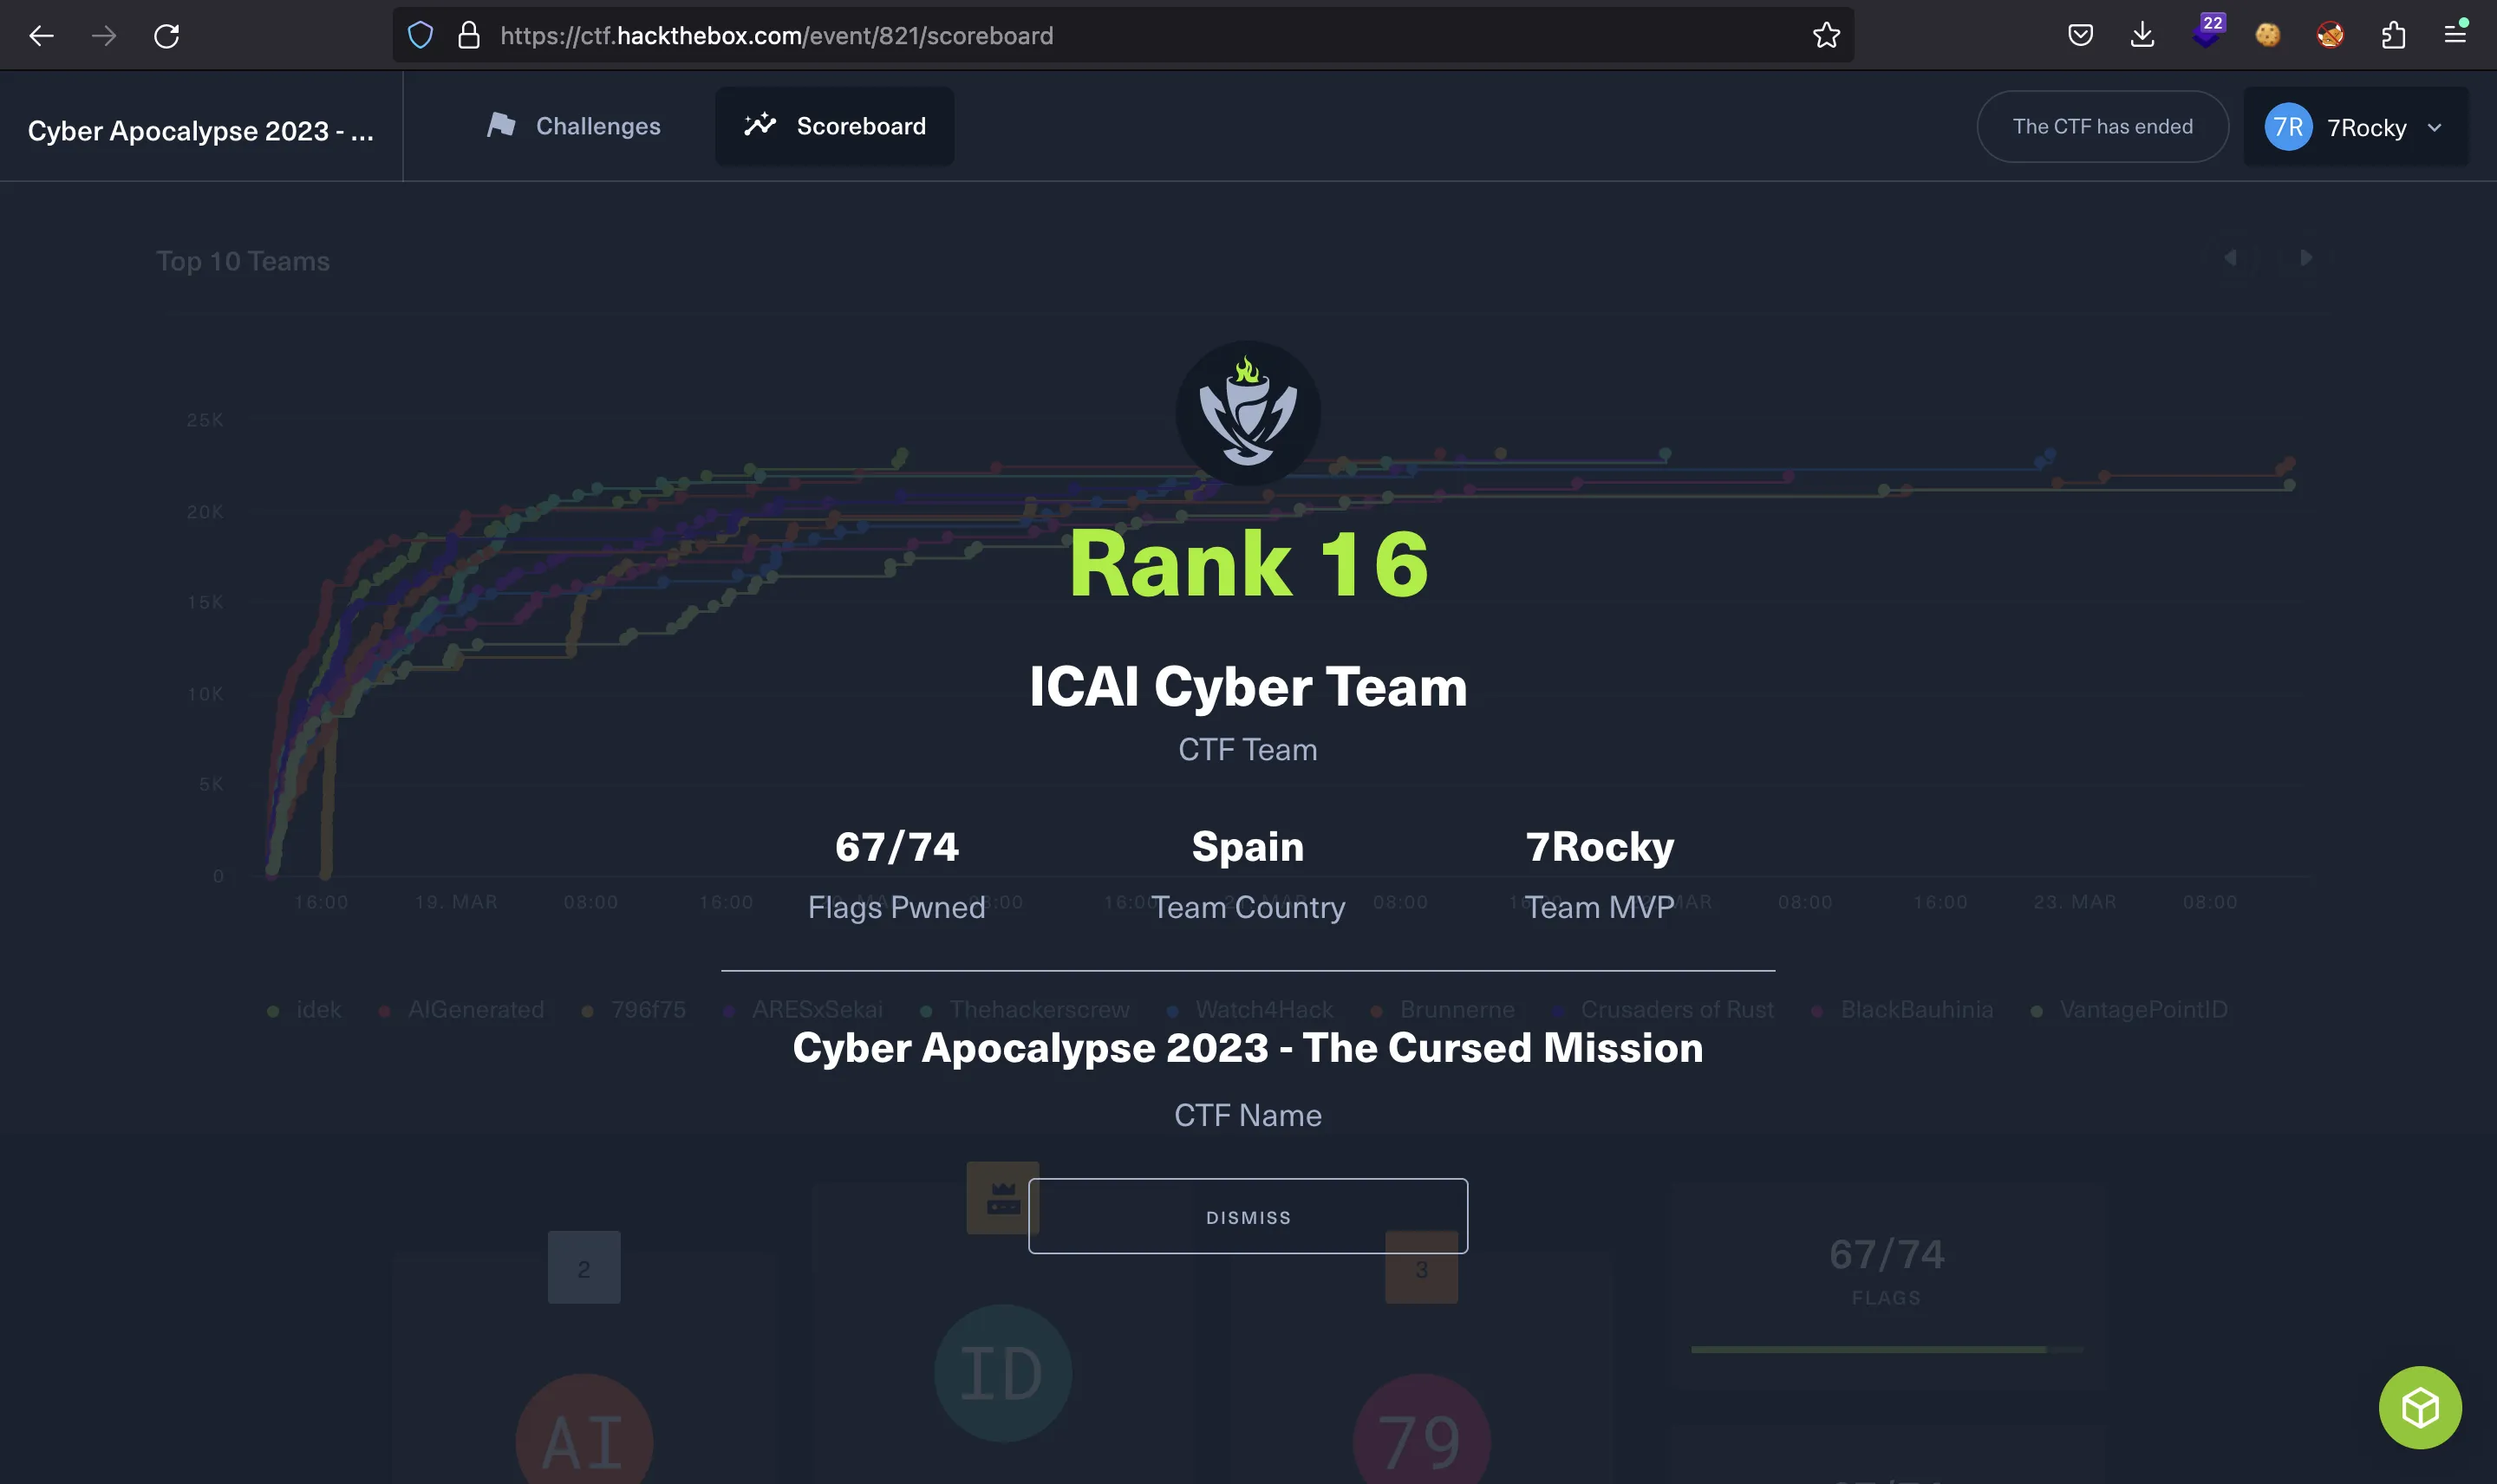 22
https://ctf.hackthebox.com/event/821/scoreboard
Cyber Apocalypse 2023 - ...
Challenges
Scoreboard
The CTF has ended
7R
7Rocky
Top 10 Teams
25K
20K
15K
10K
5K
0
Rank 16
ICAI Cyber Team
CTF Team
67/74
Spain
7Rocky
16:00 19. MAR 08:00 16:00 08:00 16:00 MAR 08:00 16:00 MAR 08:00 16:00 23. MAR 08:00
Flags Pwned
Team Country
Team MVP
idek AIGenerated 796f75 ARESxSekai Thehackerscrew Watch4Hack Brunnerne Crusaders of Rust BlackBauhinia VantagePointID
Cyber Apocalypse 2023 - The Cursed Mission
CTF Name
DISMISS
2
3
67/74
FLAGS
ID
AI
79